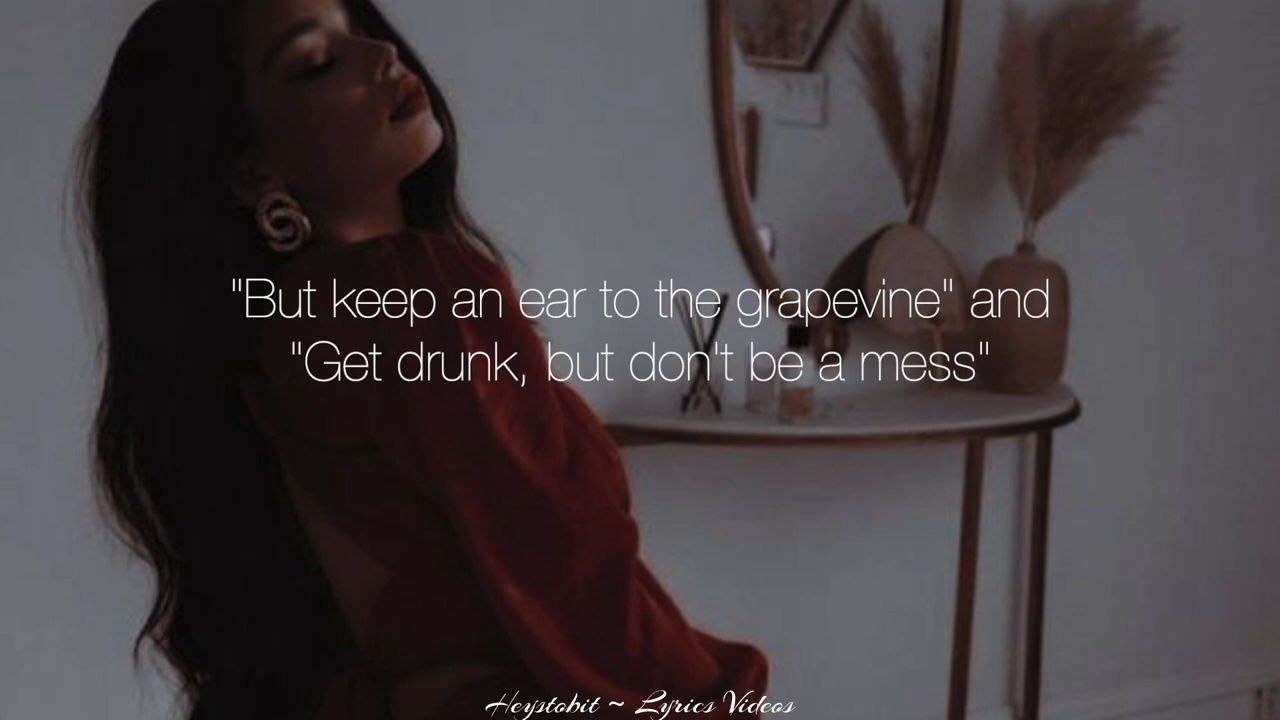 "But keep an ear to the grapevine" and
"Get drunk, but don't be a mess"
Heystobit ~ Lyrics Videos